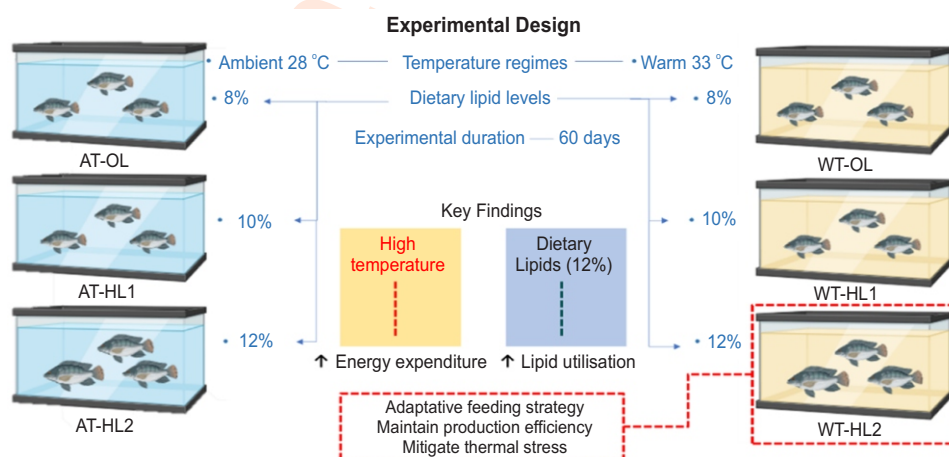 Experimental Design
• Ambient 28 °C — Temperature regimes — • Warm 33 °C
• 8% Dietary lipid levels • 8%
Experimental duration — 60 days
AT-OL
WT-OL
• 10%
• 10%
Key Findings
High
temperature
Dietary
Lipids (12%)
AT-HL1
WT-HL1
• 12%
• 12%
↑ Energy expenditure
↑ Lipid utilisation
Adaptative feeding strategy
Maintain production efficiency
Mitigate thermal stress
AT-HL2
WT-HL2